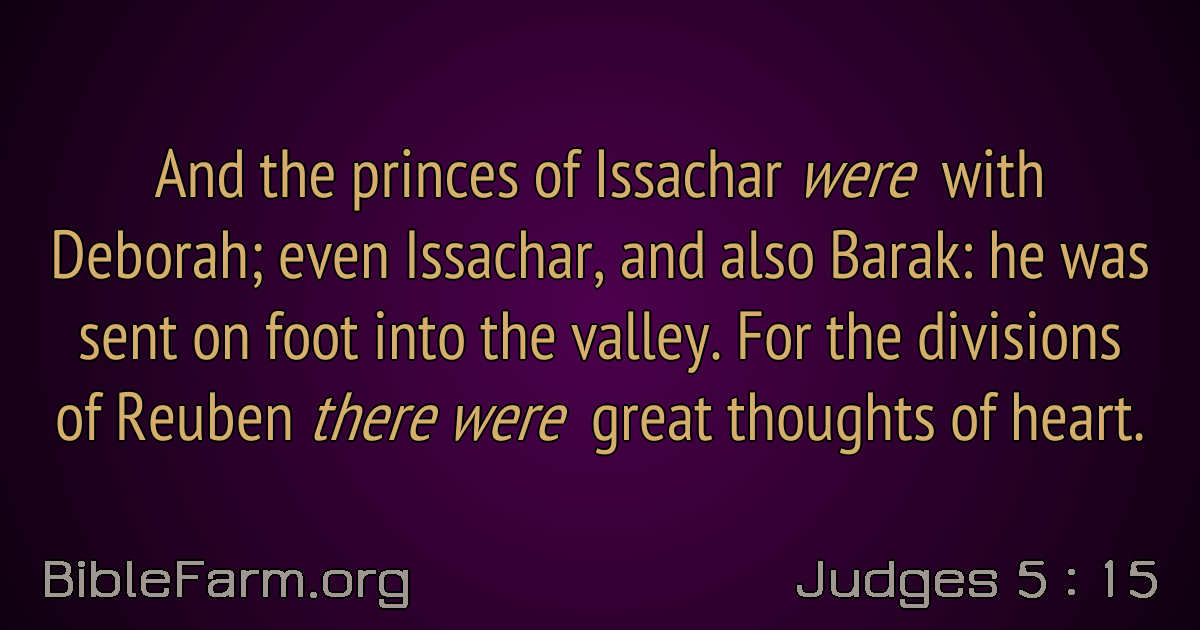 And the princes of Issachar were with
Deborah; even Issachar, and also Barak: he was
sent on foot into the valley. For the divisions
of Reuben there were great thoughts of heart.
BibleFarm.org
Judges 5 : 15